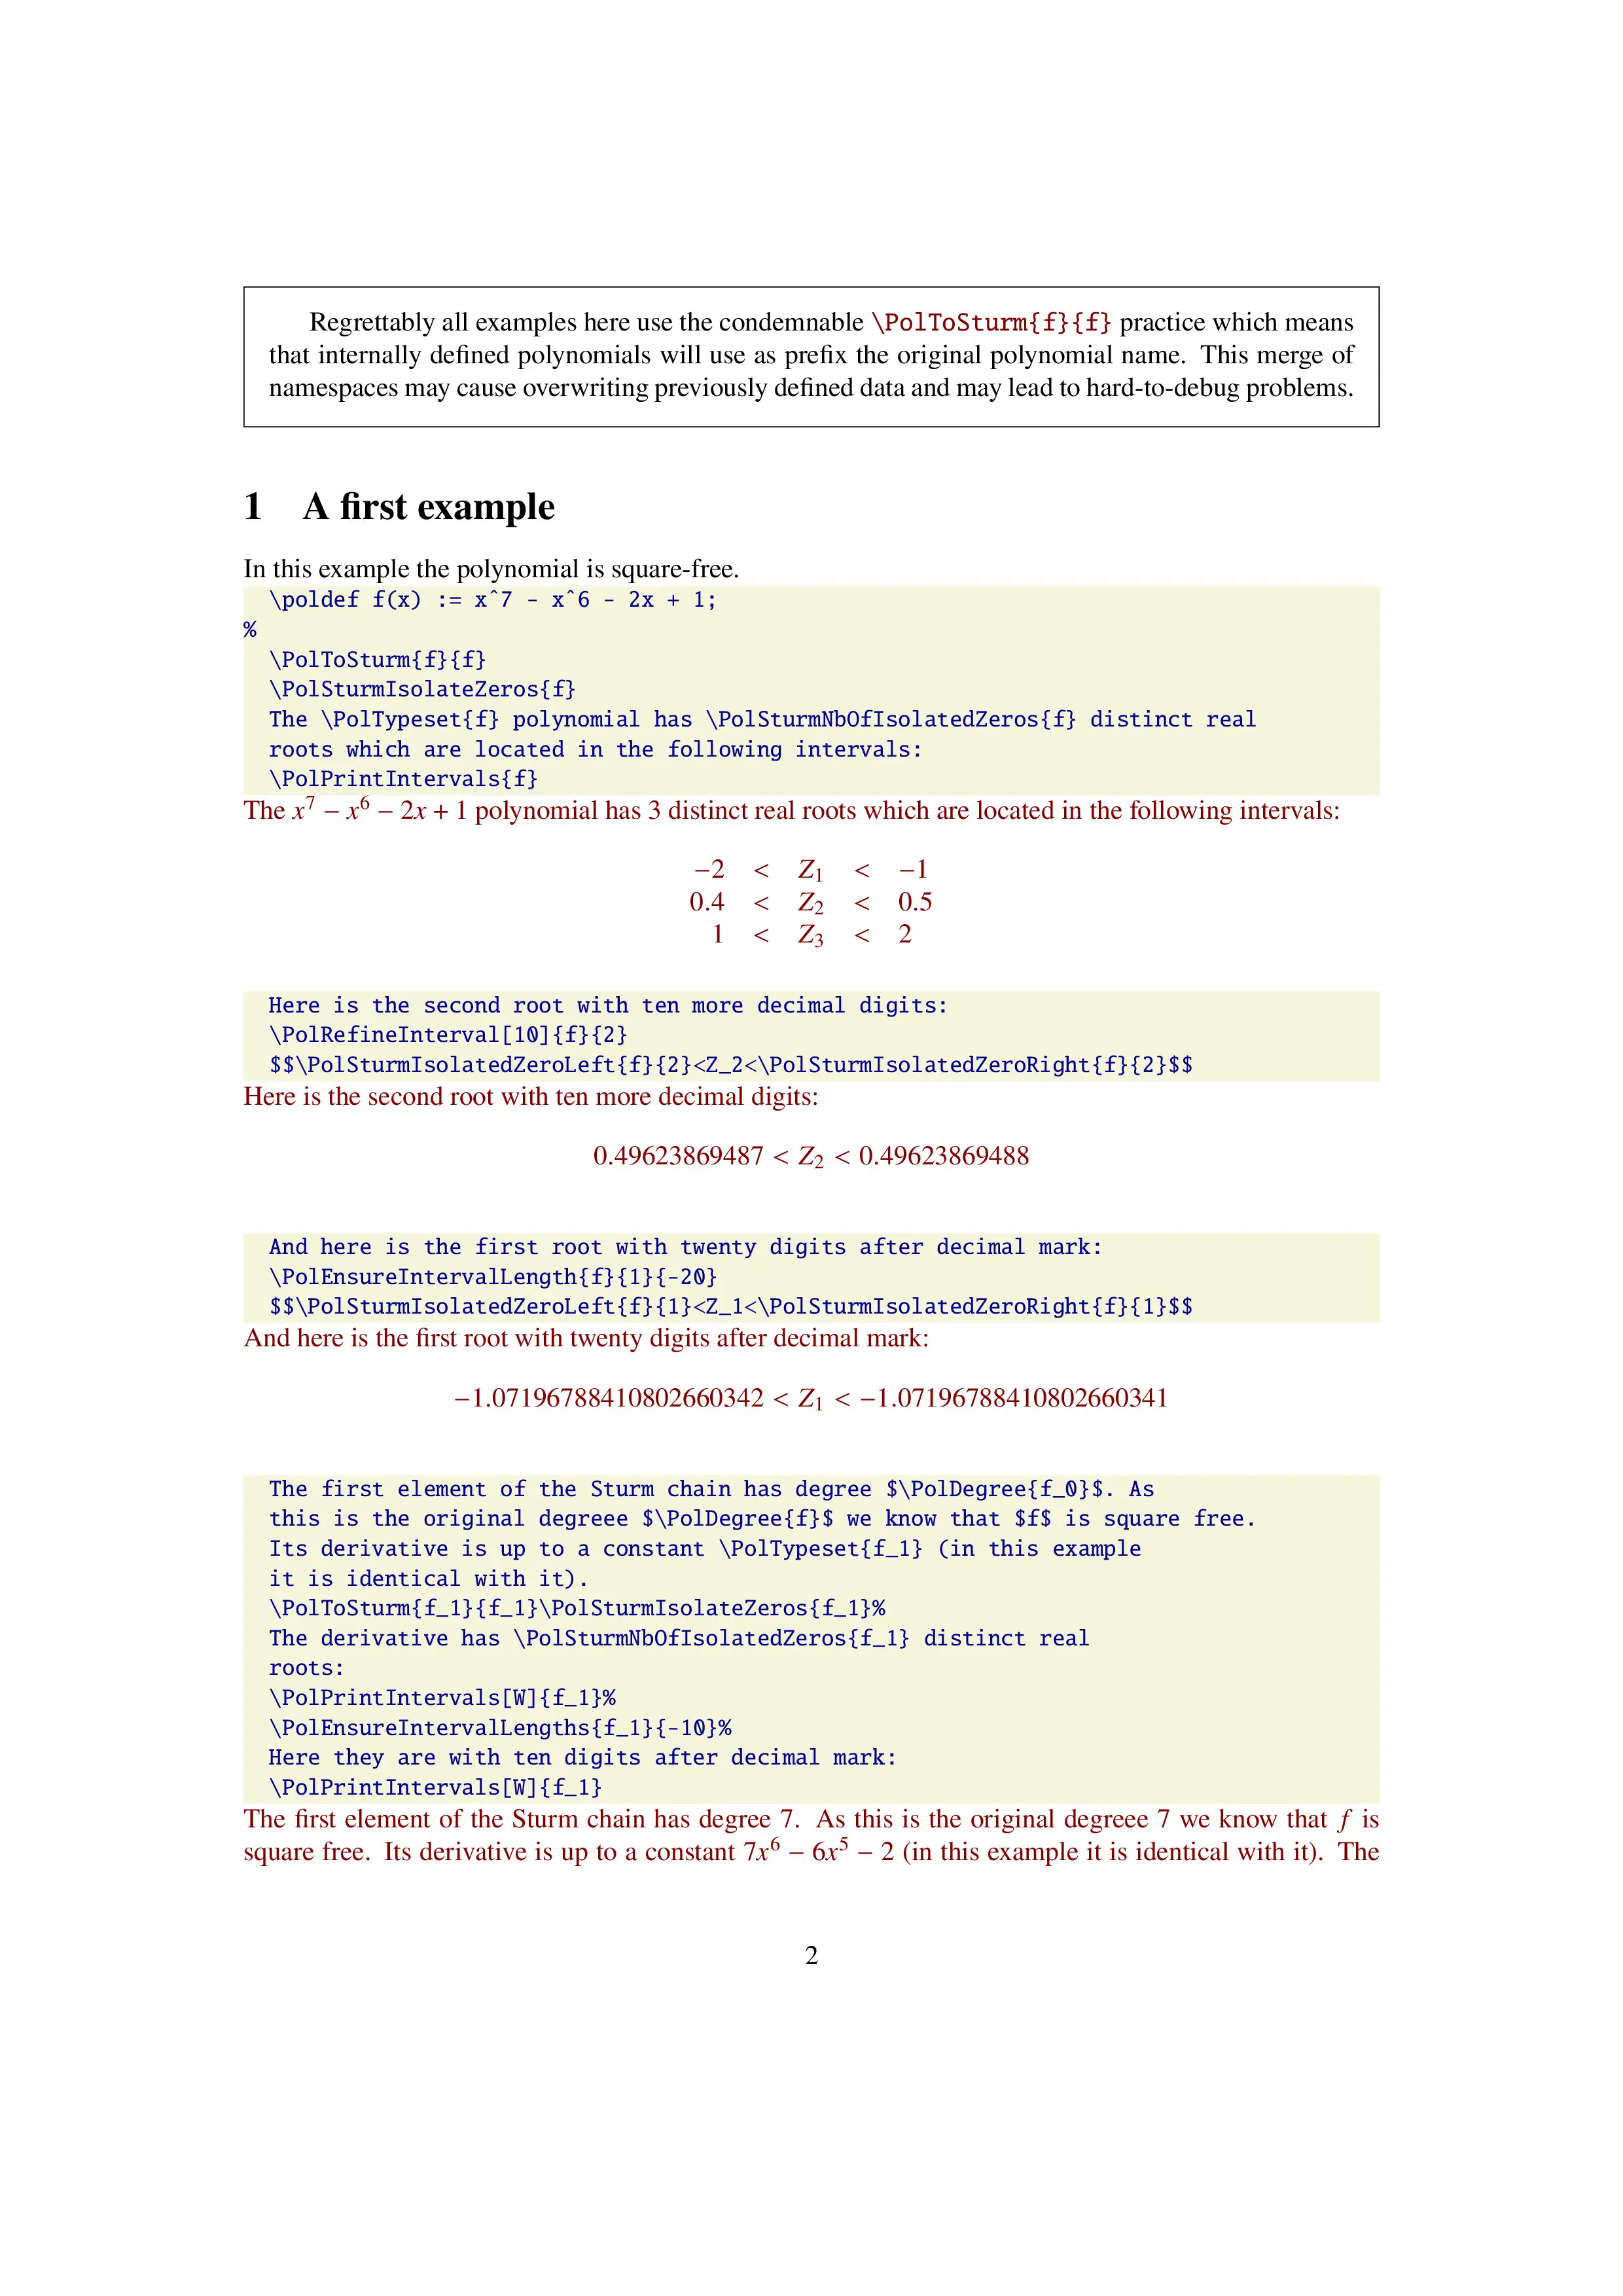 Regrettably all examples here use the condemnable \PolToSturm{f}{f} practice which means
that internally defined polynomials will use as prefix the original polynomial name. This merge of
namespaces may cause overwriting previously defined data and may lead to hard-to-debug problems.
1 A first example
In this example the polynomial is square-free.
\poldef f(x) := x^7 - x^6 - 2x + 1;
%
\PolToSturm{f}{f}
\PolSturmIsolateZeros{f}
The \PolTypeset{f} polynomial has \PolSturmNbOfIsolatedZeros{f} distinct real
roots which are located in the following intervals:
\PolPrintIntervals{f}
The x⁷ − x⁶ − 2x + 1 polynomial has 3 distinct real roots which are located in the following intervals:
−2 < Z₁ < −1
0.4 < Z₂ < 0.5
1 < Z₃ < 2
Here is the second root with ten more decimal digits:
\PolRefineInterval[10]{f}{2}
$$\PolSturmIsolatedZeroLeft{f}{2}<Z_2<\PolSturmIsolatedZeroRight{f}{2}$$
Here is the second root with ten more decimal digits:
0.49623869487 < Z₂ < 0.49623869488
And here is the first root with twenty digits after decimal mark:
\PolEnsureIntervalLength{f}{1}{-20}
$$\PolSturmIsolatedZeroLeft{f}{1}<Z_1<\PolSturmIsolatedZeroRight{f}{1}$$
And here is the first root with twenty digits after decimal mark:
−1.07196788410802660342 < Z₁ < −1.07196788410802660341
The first element of the Sturm chain has degree $\PolDegree{f_0}$. As
this is the original degreee $\PolDegree{f}$ we know that $f$ is square free.
Its derivative is up to a constant \PolTypeset{f_1} (in this example
it is identical with it).
\PolToSturm{f_1}{f_1}\PolSturmIsolateZeros{f_1}%
The derivative has \PolSturmNbOfIsolatedZeros{f_1} distinct real
roots:
\PolPrintIntervals[W]{f_1}%
\PolEnsureIntervalLengths{f_1}{-10}%
Here they are with ten digits after decimal mark:
\PolPrintIntervals[W]{f_1}
The first element of the Sturm chain has degree 7. As this is the original degreee 7 we know that f is
square free. Its derivative is up to a constant 7x⁶ − 6x⁵ − 2 (in this example it is identical with it). The
2